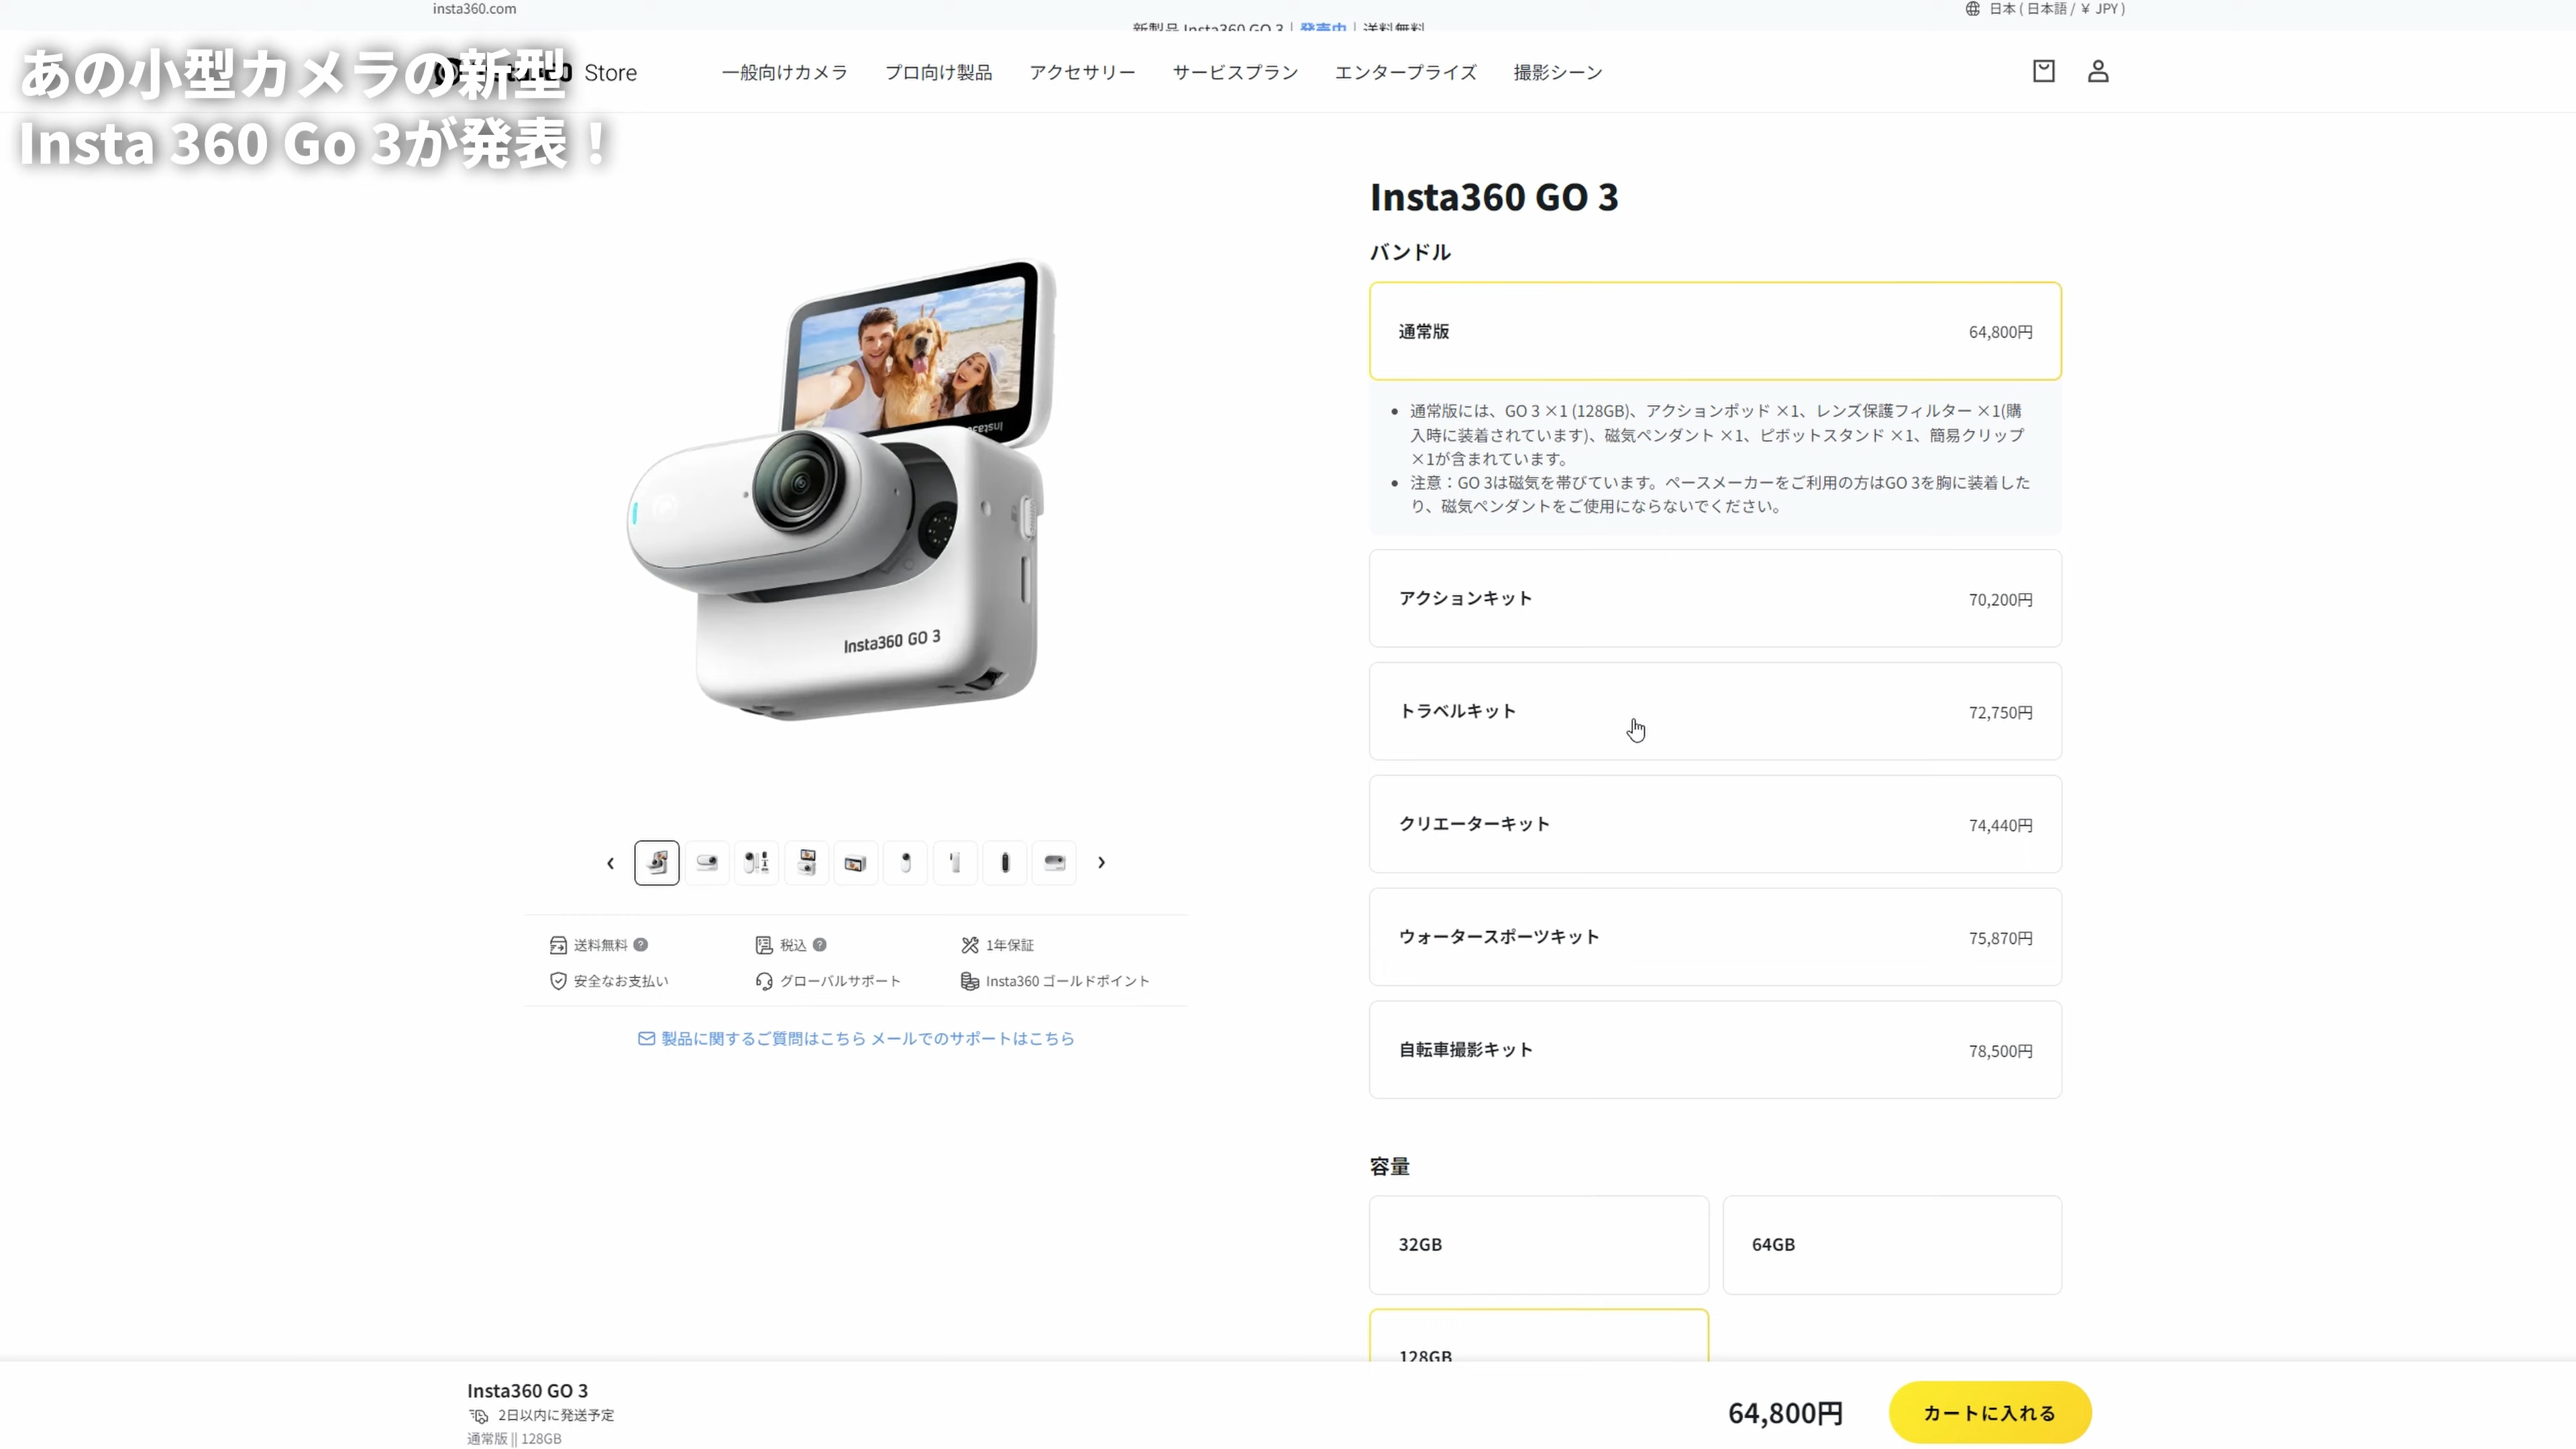 insta360.com
日本 ( 日本語 / ￥ JPY )
新製品 Insta360 GO 3 | 発売中 | 送料無料
あの小型カメラの新型
Insta 360 Go 3が発表！
Store
一般向けカメラ
プロ向け製品
アクセサリー
サービスプラン
エンタープライズ
撮影シーン
Insta360 GO 3
Insta360 GO 3
バンドル
通常版
64,800円
通常版には、GO 3 ×1 (128GB)、アクションポッド ×1、レンズ保護フィルター ×1(購
入時に装着されています)、磁気ペンダント ×1、ピボットスタンド ×1、簡易クリップ
×1が含まれています。
注意：GO 3は磁気を帯びています。ペースメーカーをご利用の方はGO 3を胸に装着した
り、磁気ペンダントをご使用にならないでください。
アクションキット
70,200円
トラベルキット
72,750円
クリエーターキット
74,440円
ウォータースポーツキット
75,870円
自転車撮影キット
78,500円
送料無料
税込
1年保証
安全なお支払い
グローバルサポート
Insta360 ゴールドポイント
製品に関するご質問はこちら メールでのサポートはこちら
容量
32GB
64GB
128GB
Insta360 GO 3
2日以内に発送予定
通常版 || 128GB
64,800円
カートに入れる